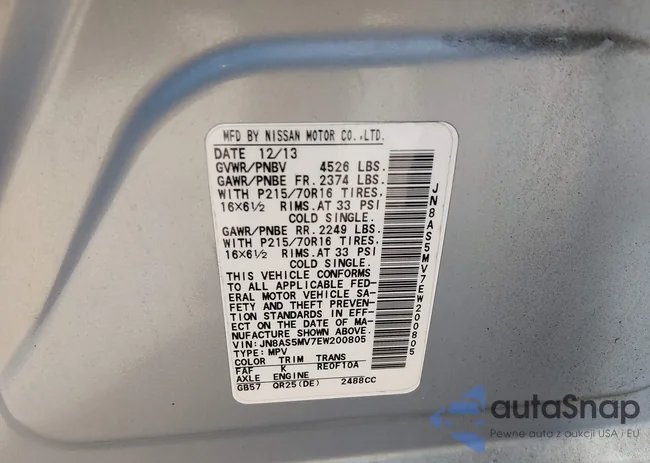 MFD BY NISSAN MOTOR CO.,LTD.
DATE 12/13
GVWR/PNBV 4526 LBS.
GAWR/PNBE FR. 2374 LBS.
WITH P215/70R16 TIRES.
16X6½ RIMS. AT 33 PSI
COLD SINGLE.
GAWR/PNBE RR. 2249 LBS.
WITH P215/70R16 TIRES.
16X6½ RIMS. AT 33 PSI
COLD SINGLE.
THIS VEHICLE CONFORMS
TO ALL APPLICABLE FED-
ERAL MOTOR VEHICLE SA-
FETY AND THEFT PREVEN-
TION STANDARDS IN EFF-
ECT ON THE DATE OF MA-
NUFACTURE SHOWN ABOVE.
VIN: JN8AS5MV7EW200805
TYPE: MPV
COLOR TRIM TRANS
FAF K RE0F10A
AXLE ENGINE
GB57 QR25(DE) 2488CC
JN8AS5MV7EW200805
autaSnap
Pewne auta z aukcji USA i EU